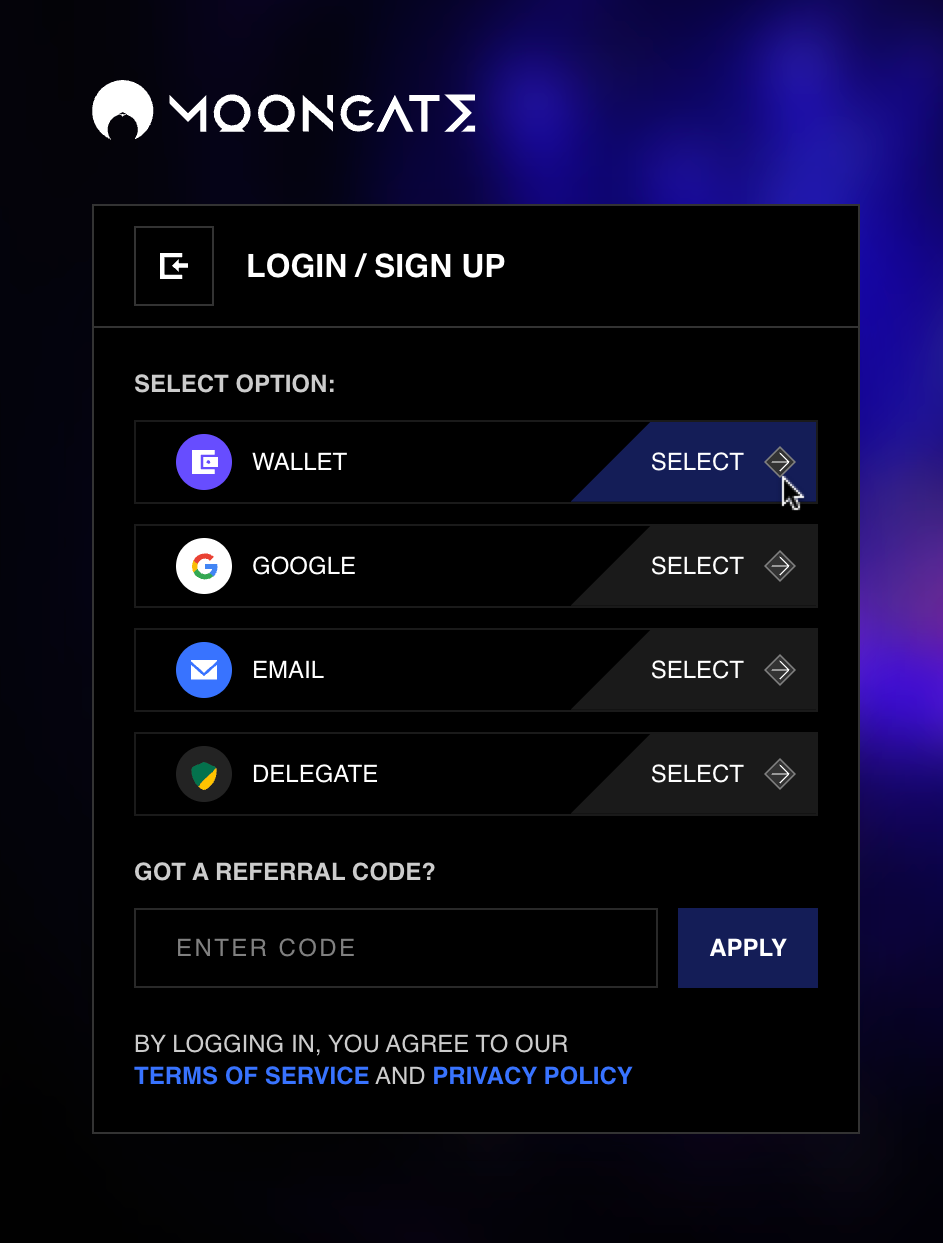 MOONGATE
LOGIN / SIGN UP
SELECT OPTION:
WALLET SELECT
GOOGLE SELECT
EMAIL SELECT
DELEGATE SELECT
GOT A REFERRAL CODE?
ENTER CODE APPLY
BY LOGGING IN, YOU AGREE TO OUR
TERMS OF SERVICE AND PRIVACY POLICY